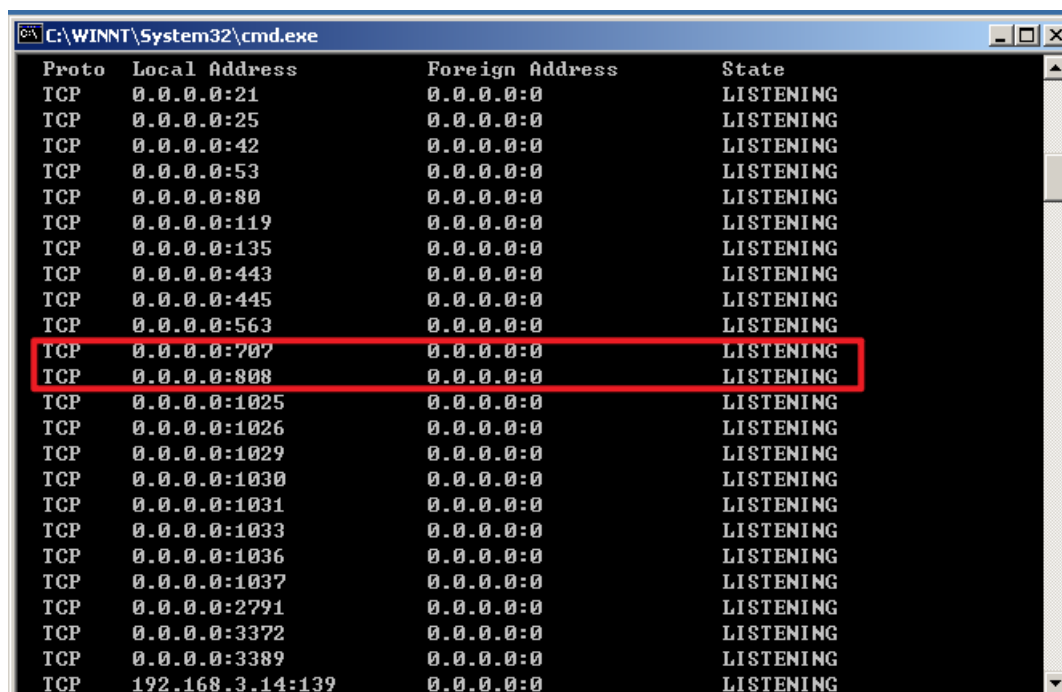 C:\WINNT\System32\cmd.exe
Proto Local Address Foreign Address State
TCP 0.0.0.0:21 0.0.0.0:0 LISTENING
TCP 0.0.0.0:25 0.0.0.0:0 LISTENING
TCP 0.0.0.0:42 0.0.0.0:0 LISTENING
TCP 0.0.0.0:53 0.0.0.0:0 LISTENING
TCP 0.0.0.0:80 0.0.0.0:0 LISTENING
TCP 0.0.0.0:119 0.0.0.0:0 LISTENING
TCP 0.0.0.0:135 0.0.0.0:0 LISTENING
TCP 0.0.0.0:443 0.0.0.0:0 LISTENING
TCP 0.0.0.0:445 0.0.0.0:0 LISTENING
TCP 0.0.0.0:563 0.0.0.0:0 LISTENING
TCP 0.0.0.0:707 0.0.0.0:0 LISTENING
TCP 0.0.0.0:808 0.0.0.0:0 LISTENING
TCP 0.0.0.0:1025 0.0.0.0:0 LISTENING
TCP 0.0.0.0:1026 0.0.0.0:0 LISTENING
TCP 0.0.0.0:1029 0.0.0.0:0 LISTENING
TCP 0.0.0.0:1030 0.0.0.0:0 LISTENING
TCP 0.0.0.0:1031 0.0.0.0:0 LISTENING
TCP 0.0.0.0:1033 0.0.0.0:0 LISTENING
TCP 0.0.0.0:1036 0.0.0.0:0 LISTENING
TCP 0.0.0.0:1037 0.0.0.0:0 LISTENING
TCP 0.0.0.0:2791 0.0.0.0:0 LISTENING
TCP 0.0.0.0:3372 0.0.0.0:0 LISTENING
TCP 0.0.0.0:3389 0.0.0.0:0 LISTENING
TCP 192.168.3.14:139 0.0.0.0:0 LISTENING